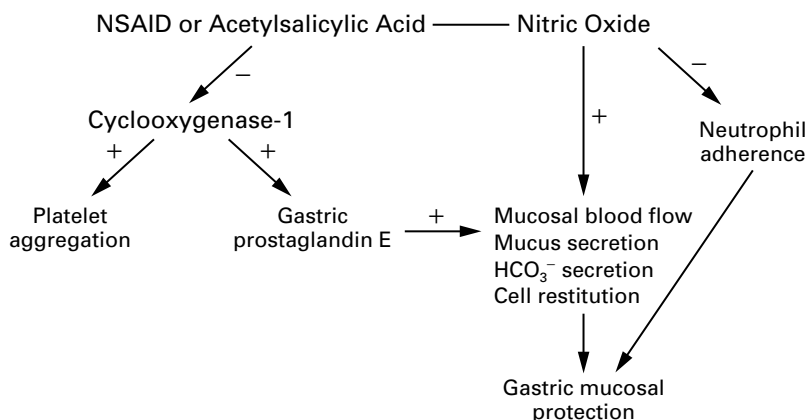 NSAID or Acetylsalicylic Acid
Nitric Oxide
−
−
Cyclooxygenase-1
+
Neutrophil
adherence
+
+
Platelet
aggregation
Gastric
prostaglandin E
+
Mucosal blood flow
Mucus secretion
HCO₃⁻ secretion
Cell restitution
Gastric mucosal
protection